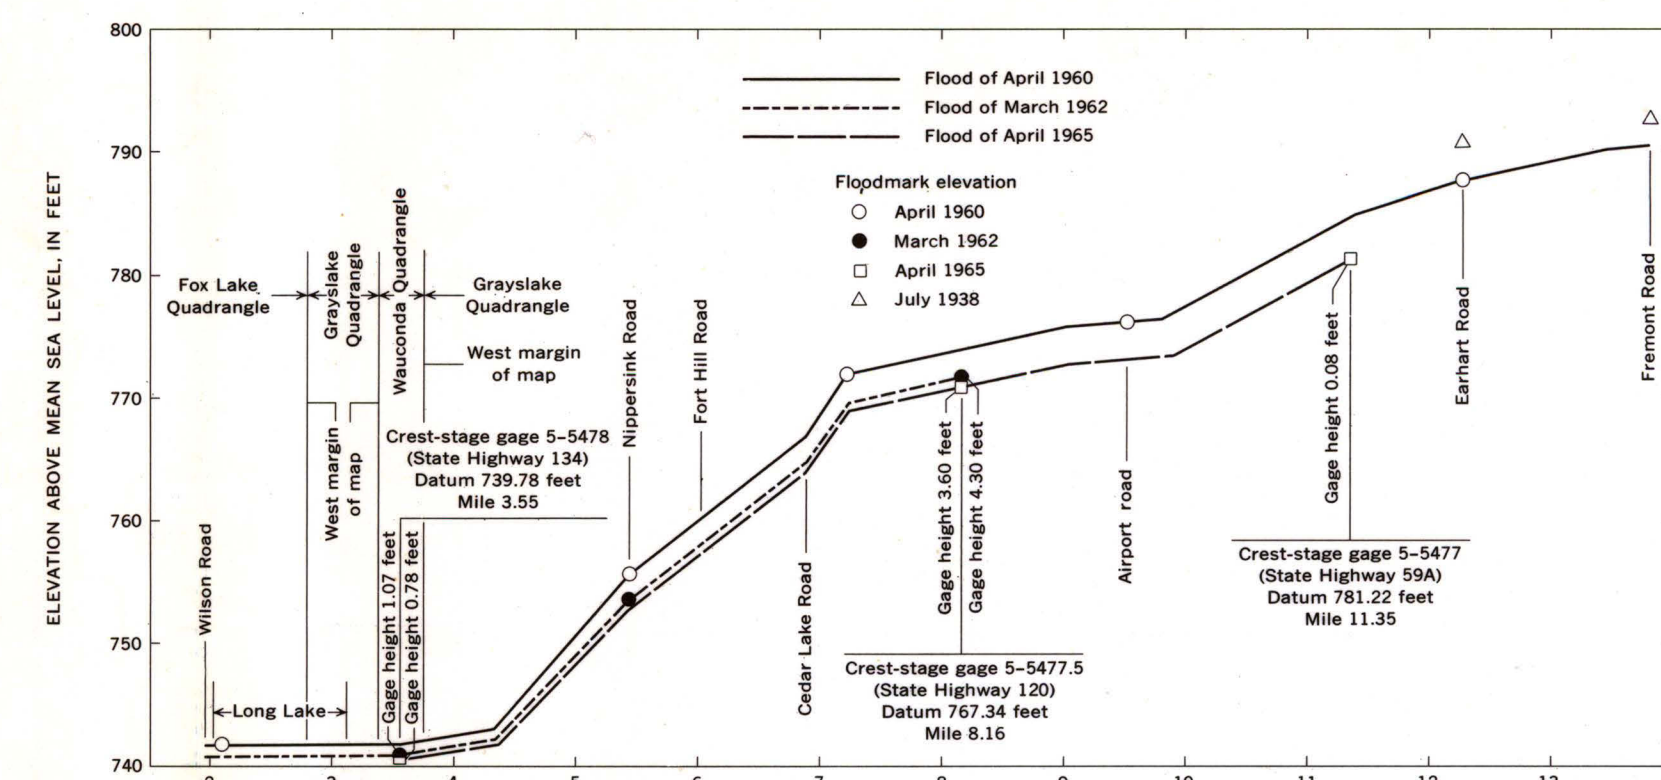 800
790
780
770
760
750
740
ELEVATION ABOVE MEAN SEA LEVEL, IN FEET
Flood of April 1960
Flood of March 1962
Flood of April 1965
Floodmark elevation
April 1960
March 1962
April 1965
July 1938
Fox Lake
Quadrangle
Grayslake
Quadrangle
Wauconda Quadrangle
Grayslake
Quadrangle
West margin
of map
West margin
of map
Crest-stage gage 5-5478
(State Highway 134)
Datum 739.78 feet
Mile 3.55
Wilson Road
Long Lake
Gage height 1.07 feet
Gage height 0.78 feet
Nippersink Road
Fort Hill Road
Cedar Lake Road
Gage height 3.60 feet
Gage height 4.30 feet
Crest-stage gage 5-5477.5
(State Highway 120)
Datum 767.34 feet
Mile 8.16
Airport road
Gage height 0.08 feet
Crest-stage gage 5-5477
(State Highway 59A)
Datum 781.22 feet
Mile 11.35
Earhart Road
Fremont Road